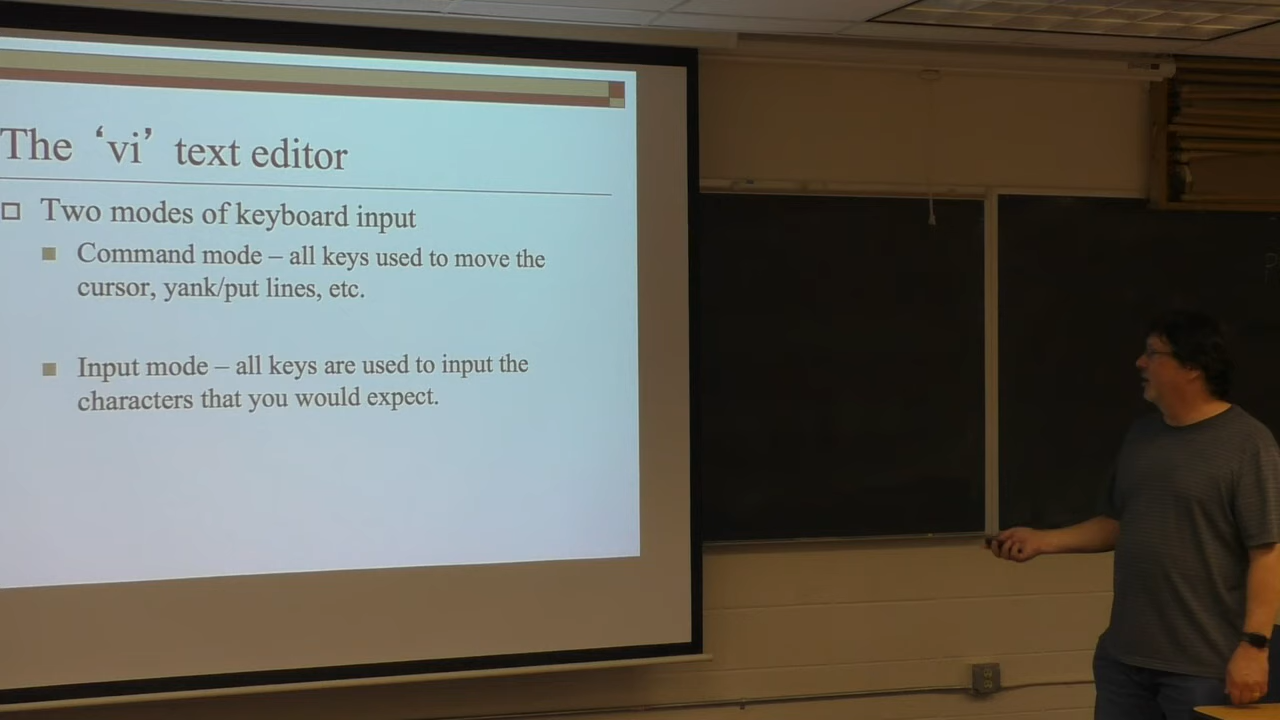 The ‘vi’ text editor
Two modes of keyboard input
Command mode – all keys used to move the
cursor, yank/put lines, etc.
Input mode – all keys are used to input the
characters that you would expect.